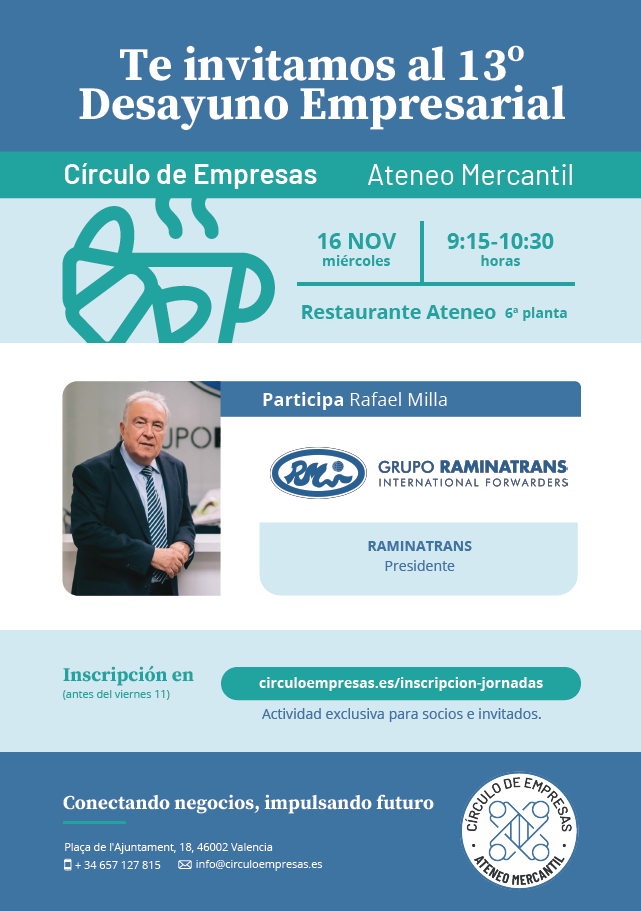 Te invitamos al 13º
Desayuno Empresarial
Círculo de Empresas Ateneo Mercantil
16 NOV
miércoles
9:15-10:30
horas
Restaurante Ateneo 6ª planta
UPO
Participa Rafael Milla
RMi
GRUPO RAMINATRANS
INTERNATIONAL FORWARDERS
RAMINATRANS
Presidente
Inscripción en
(antes del viernes 11)
circuloempresas.es/inscripcion-jornadas
Actividad exclusiva para socios e invitados.
Conectando negocios, impulsando futuro
Plaça de l'Ajuntament, 18, 46002 Valencia
+ 34 657 127 815 info@circuloempresas.es
CÍRCULO DE EMPRESAS
· ATENEO MERCANTIL ·